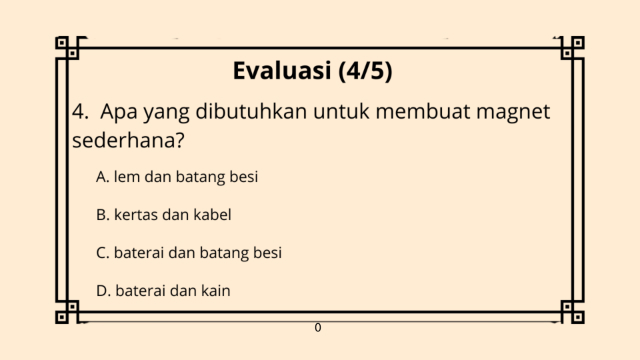 Evaluasi (4/5)
4. Apa yang dibutuhkan untuk membuat magnet
sederhana?
A. lem dan batang besi
B. kertas dan kabel
C. baterai dan batang besi
D. baterai dan kain
0